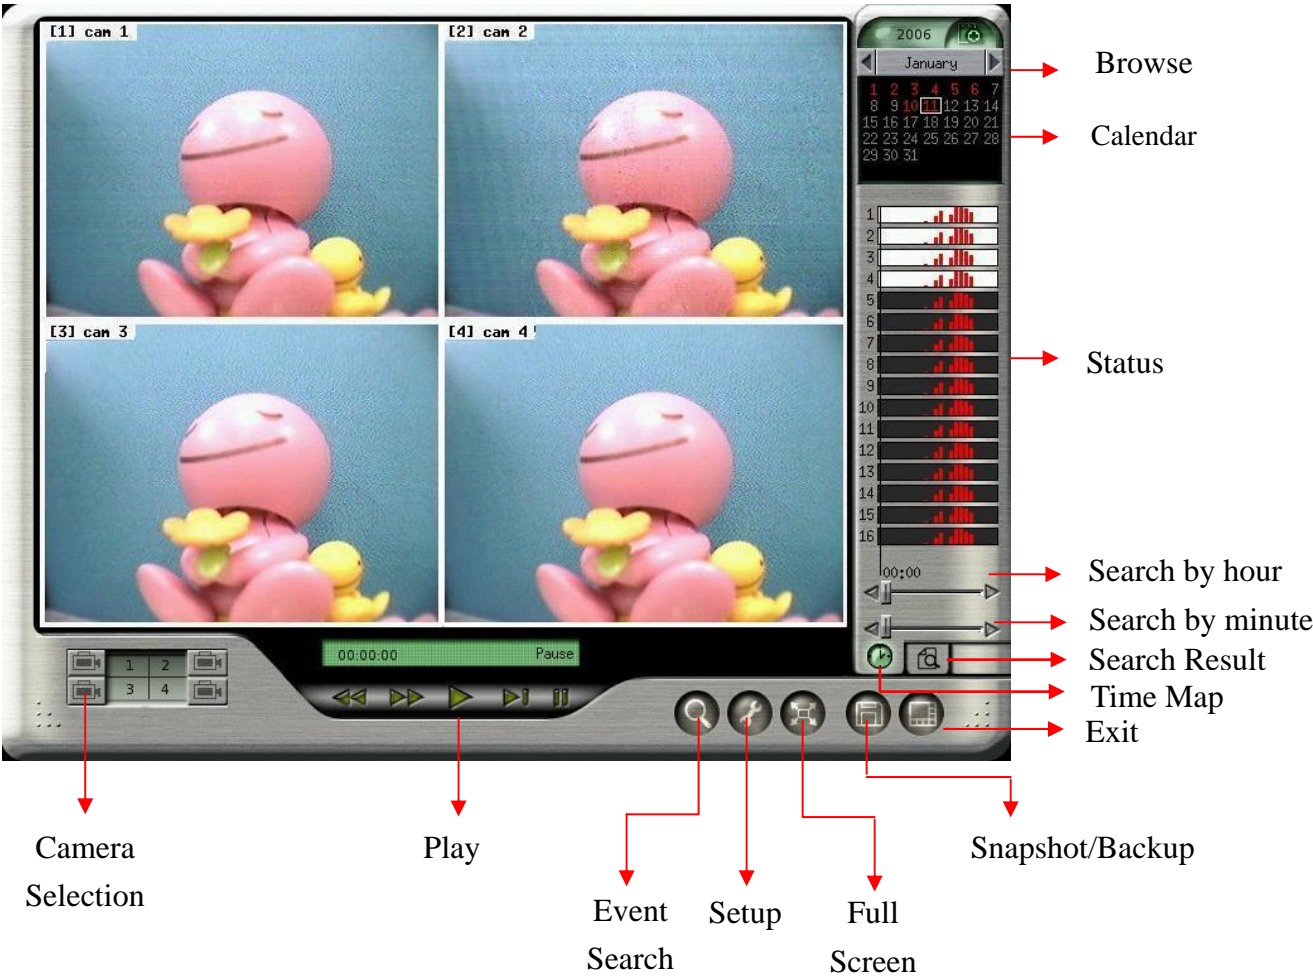 [1] cam 1
[2] cam 2
[3] cam 3
[4] cam 4
2006
January
1 2 3 4 5 6 7
8 9 10 11 12 13 14
15 16 17 18 19 20 21
22 23 24 25 26 27 28
29 30 31
1
2
3
4
5
6
7
8
9
10
11
12
13
14
15
16
00:00
1 2
3 4
00:00:00 Pause
Browse
Calendar
Status
Search by hour
Search by minute
Search Result
Time Map
Exit
Camera
Selection
Play
Event
Search
Setup
Full
Screen
Snapshot/Backup